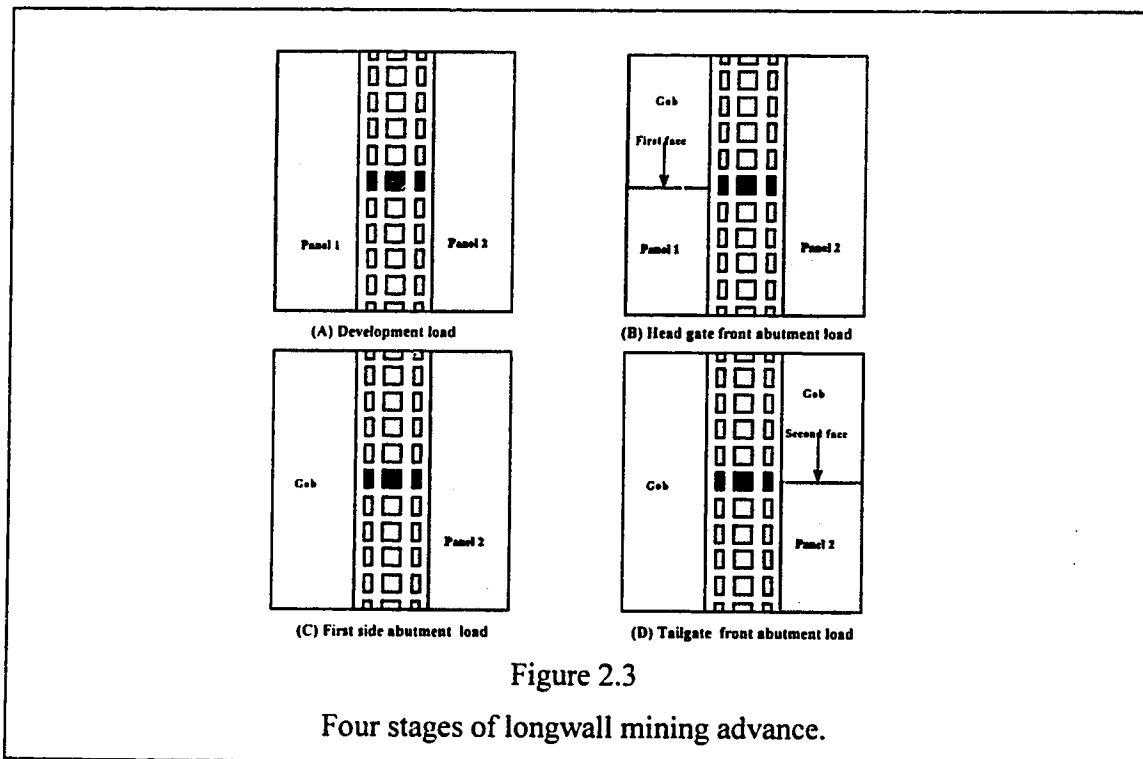 Gob
First face
Panel 1
Panel 2
Panel 1
Panel 2
(A) Development load
(B) Head gate front abutment load
Gob
Second face
Gob
Gob
Panel 2
Panel 2
(C) First side abutment load
(D) Tailgate front abutment load
Figure 2.3
Four stages of longwall mining advance.